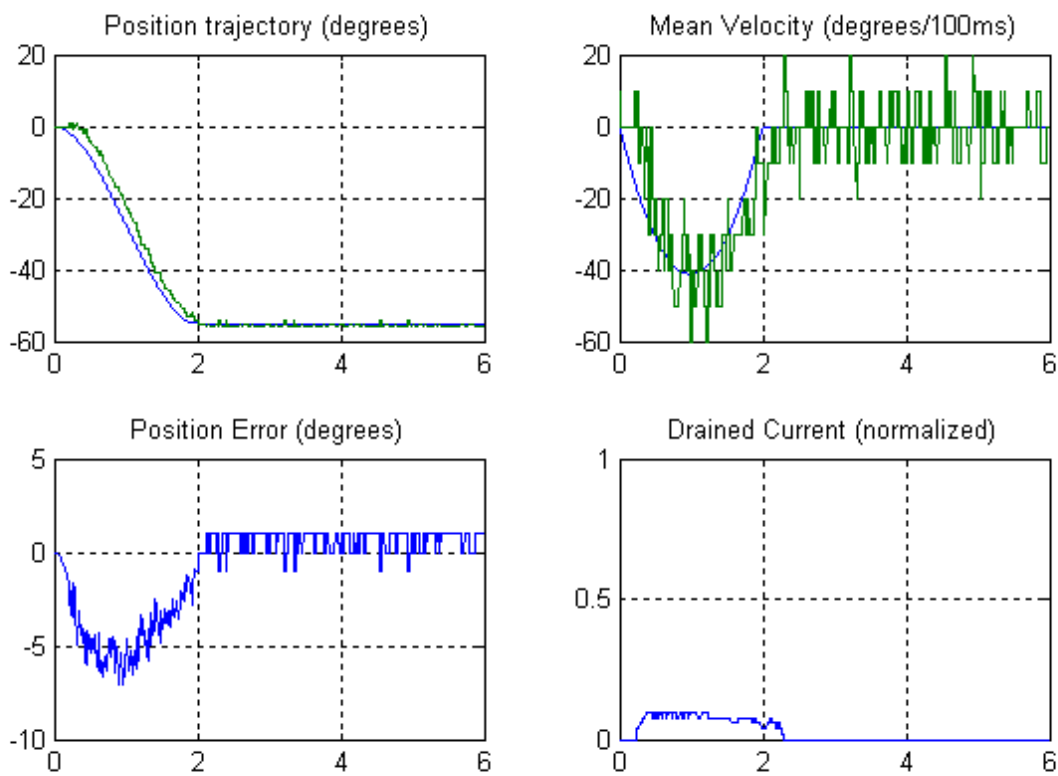 Position trajectory (degrees)
20
0
-20
-40
-60
0 2 4 6
Mean Velocity (degrees/100ms)
20
0
-20
-40
-60
0 2 4 6
Position Error (degrees)
5
0
-5
-10
0 2 4 6
Drained Current (normalized)
1
0.5
0
0 2 4 6